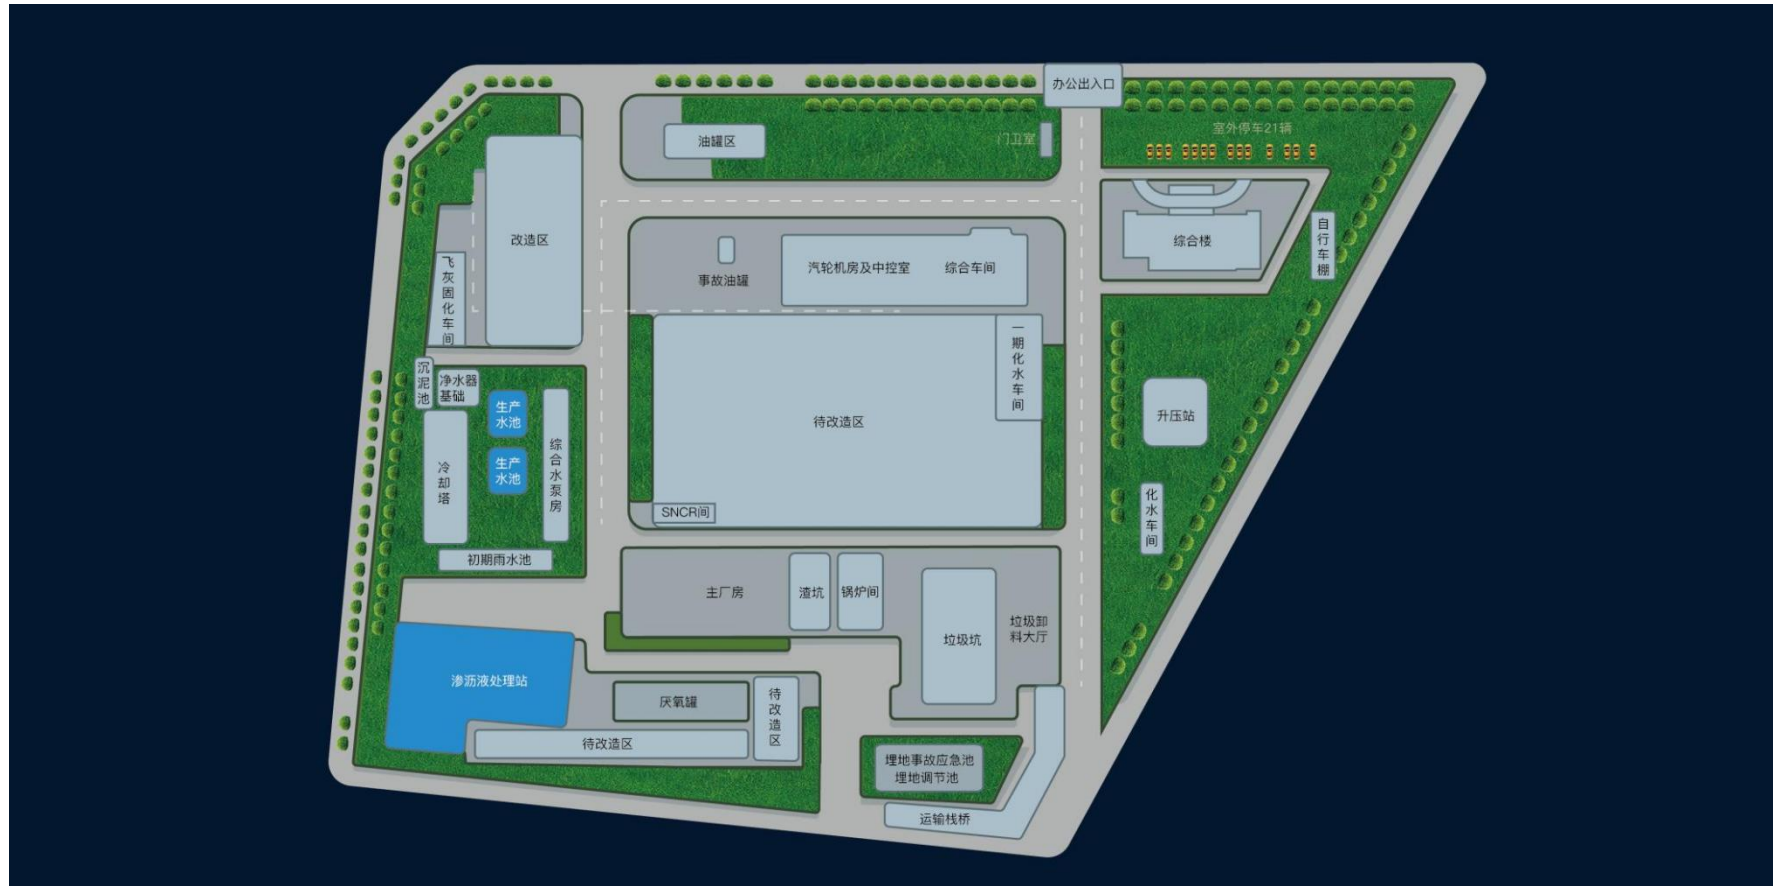 办公出入口
室外停车21辆
油罐区
门卫室
改造区
综合楼
自行车棚
飞灰固化车间
事故油罐
汽轮机房及中控室
综合车间
一期化水车间
沉泥池
净水器
基础
生产
水池
生产
水池
综合水泵房
冷却塔
待改造区
升压站
SNCR间
化水车间
初期雨水池
主厂房
渣坑
锅炉间
垃圾坑
垃圾卸
料大厅
渗沥液处理站
厌氧罐
待改造区
待改造区
埋地事故应急池
埋地调节池
运输栈桥